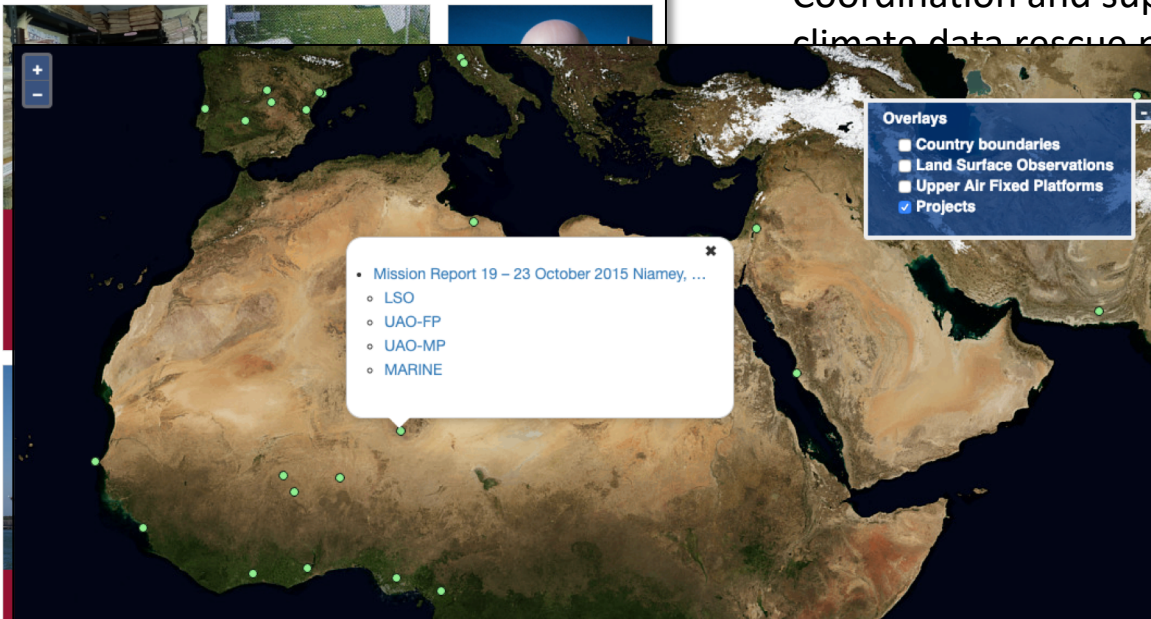 Coordination and sup
climate data rescue
+
−
Overlays
Country boundaries
Land Surface Observations
Upper Air Fixed Platforms
Projects
-
✖
Mission Report 19 – 23 October 2015 Niamey, ...
LSO
UAO-FP
UAO-MP
MARINE